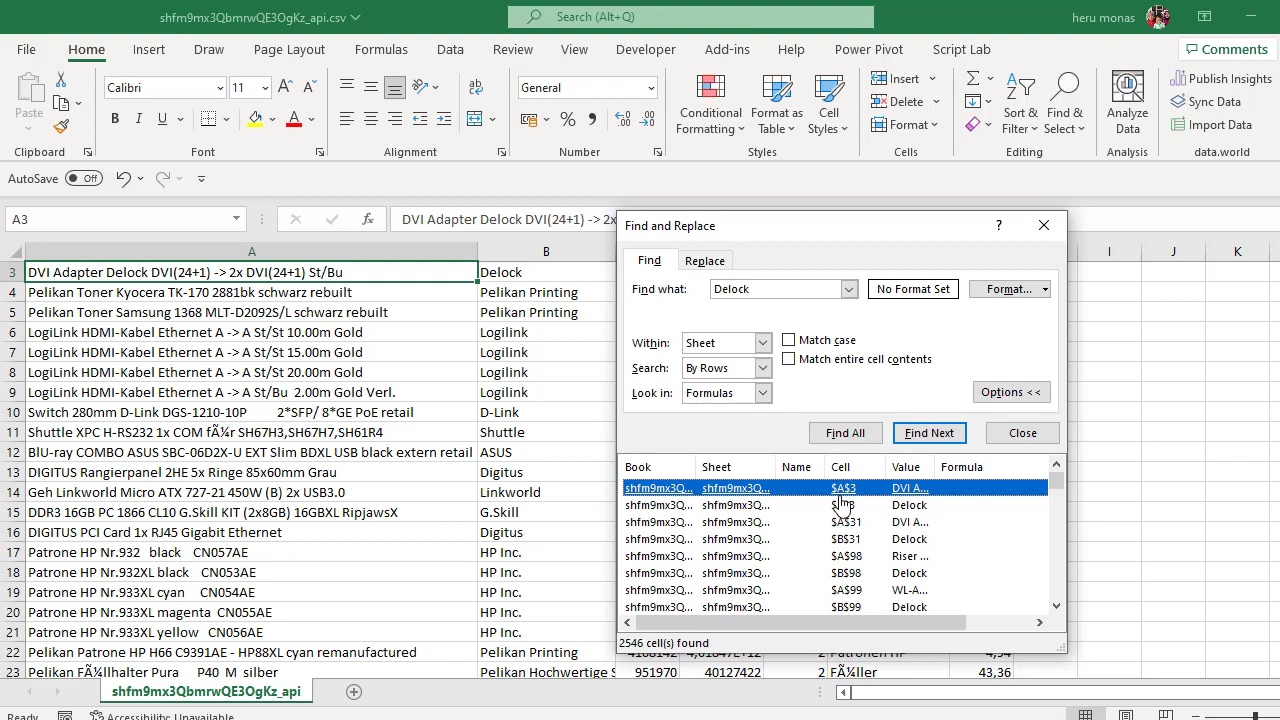 shfm9mx3QbmrwQE3OgKz_api.csv
Search (Alt+Q)
heru monas
File Home Insert Draw Page Layout Formulas Data Review View Developer Add-ins Help Power Pivot Script Lab Comments
Paste
Calibri 11
General
Conditional Formatting
Format as Table
Cell Styles
Insert
Delete
Format
Sort & Filter
Find & Select
Analyze Data
Publish Insights
Sync Data
Import Data
Clipboard Font Alignment Number Styles Cells Editing Analysis data.world
AutoSave Off
A3 fx DVI Adapter Delock DVI(24+1) -> 2x
A B I J K
3 DVI Adapter Delock DVI(24+1) -> 2x DVI(24+1) St/Bu Delock
4 Pelikan Toner Kyocera TK-170 2881bk schwarz rebuilt Pelikan Printing
5 Pelikan Toner Samsung 1368 MLT-D2092S/L schwarz rebuilt Pelikan Printing
6 LogiLink HDMI-Kabel Ethernet A -> A St/St 10.00m Gold Logilink
7 LogiLink HDMI-Kabel Ethernet A -> A St/St 15.00m Gold Logilink
8 LogiLink HDMI-Kabel Ethernet A -> A St/St 20.00m Gold Logilink
9 LogiLink HDMI-Kabel Ethernet A -> A St/Bu 2.00m Gold Verl. Logilink
10 Switch 280mm D-Link DGS-1210-10P 2*SFP/ 8*GE PoE retail D-Link
11 Shuttle XPC H-RS232 1x COM fÃ¼r SH67H3,SH67H7,SH61R4 Shuttle
12 BlU-ray COMBO ASUS SBC-06D2X-U EXT Slim BDXL USB black extern retail ASUS
13 DIGITUS Rangierpanel 2HE 5x Ringe 85x60mm Grau Digitus
14 Geh Linkworld Micro ATX 727-21 450W (B) 2x USB3.0 Linkworld
15 DDR3 16GB PC 1866 CL10 G.Skill KIT (2x8GB) 16GBXL RipjawsX G.Skill
16 DIGITUS PCI Card 1x RJ45 Gigabit Ethernet Digitus
17 Patrone HP Nr.932 black CN057AE HP Inc.
18 Patrone HP Nr.932XL black CN053AE HP Inc.
19 Patrone HP Nr.933XL cyan CN054AE HP Inc.
20 Patrone HP Nr.933XL magenta CN055AE HP Inc.
21 Patrone HP Nr.933XL yellow CN056AE HP Inc.
22 Pelikan Patrone HP H66 C9391AE - HP88XL cyan remanufactured Pelikan Printing
23 Pelikan FÃ¼llhalter Pura P40 M silber Pelikan Hochwertige S 951970 40127422 2 FÃ¼ller 43,36
Find and Replace ?
Find Replace
Find what: Delock No Format Set Format...
Within: Sheet Match case
Match entire cell contents
Search: By Rows
Look in: Formulas Options <<
Find All Find Next Close
Book Sheet Name Cell Value Formula
shfm9mx3Q... shfm9mx3Q... $A$3 DVI A...
shfm9mx3Q... shfm9mx3Q... Delock
shfm9mx3Q... shfm9mx3Q... $A$31 DVI A...
shfm9mx3Q... shfm9mx3Q... $B$31 Delock
shfm9mx3Q... shfm9mx3Q... $A$98 Riser ...
shfm9mx3Q... shfm9mx3Q... $B$98 Delock
shfm9mx3Q... shfm9mx3Q... $A$99 WL-A...
shfm9mx3Q... shfm9mx3Q... $B$99 Delock
2546 cell(s) found
shfm9mx3QbmrwQE3OgKz_api
Ready Accessibility: Unavailable